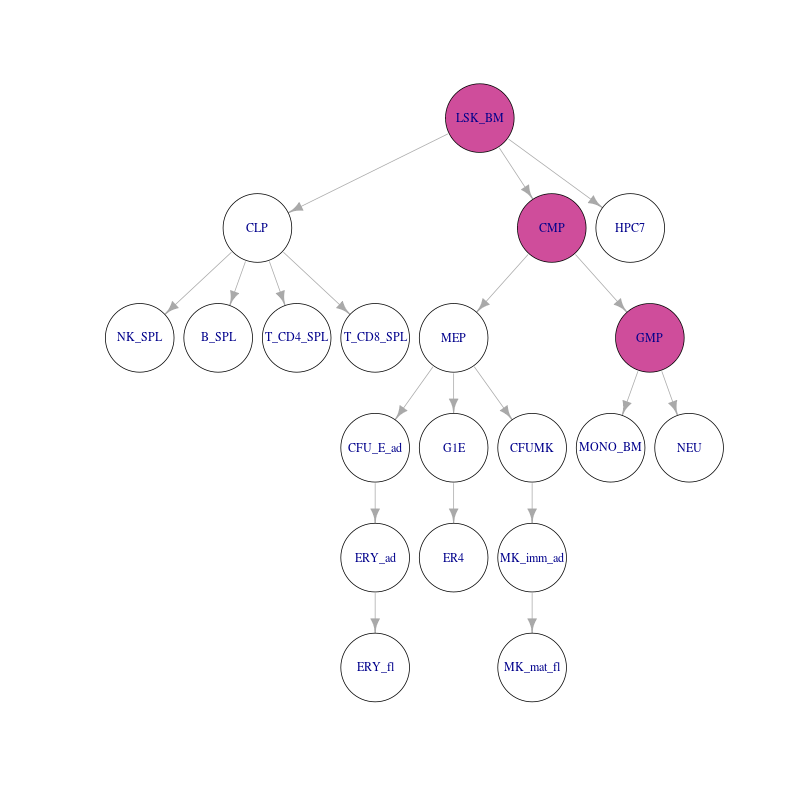 LSK_BM
CLP
CMP
HPC7
NK_SPL
B_SPL
T_CD4_SPL
T_CD8_SPL
MEP
GMP
CFU_E_ad
G1E
CFUMK
MONO_BM
NEU
ERY_ad
ER4
MK_imm_ad
ERY_fl
MK_mat_fl